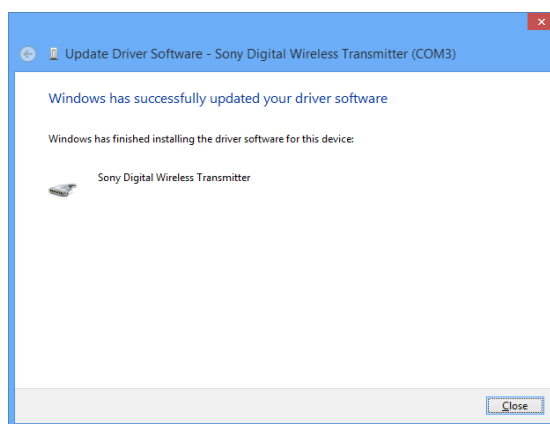 Update Driver Software - Sony Digital Wireless Transmitter (COM3)
Windows has successfully updated your driver software
Windows has finished installing the driver software for this device:
Sony Digital Wireless Transmitter
Close